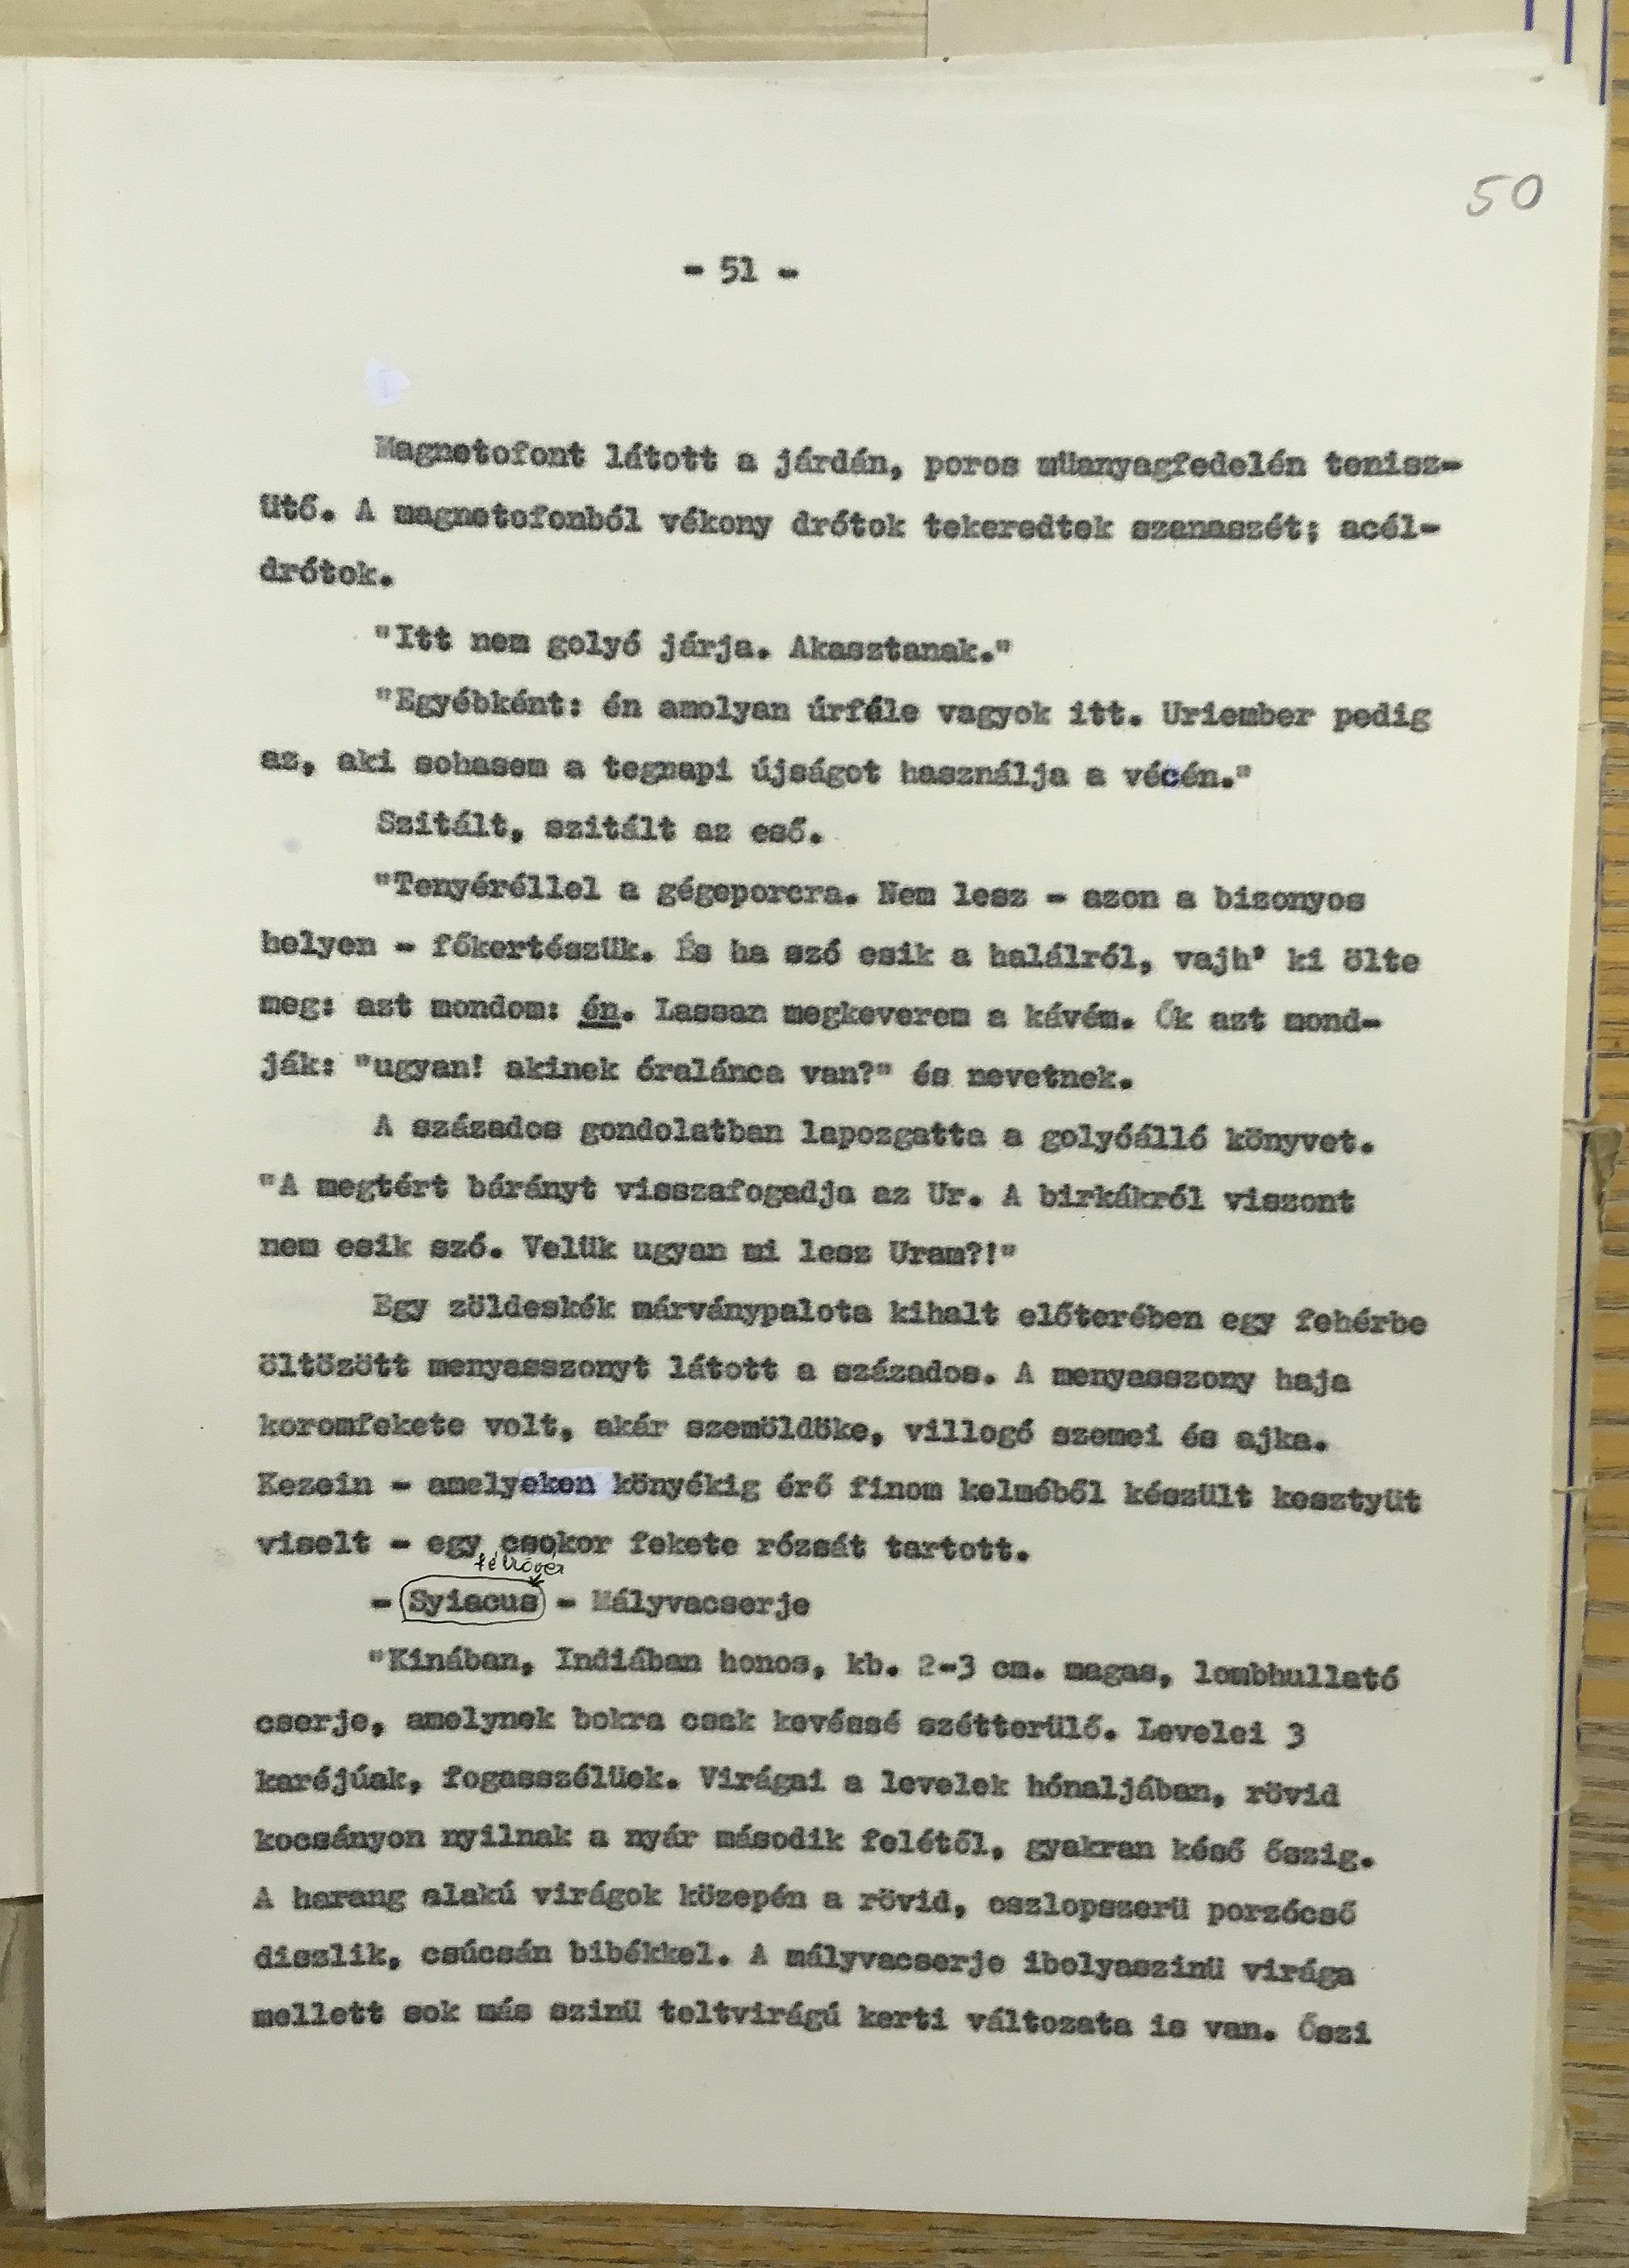 50
- 51 -
Magnetofont látott a járdán, poros müanyagfedelén tenisz-
ütő. A magnetofonból vékony drótok tekeredtek szanaszét; acél-
drótok.
"Itt nem golyó járja. Akasztanak."
"Egyébként: én amolyan úrféle vagyok itt. Uriember pedig
az, aki sohasem a tegnapi újságot használja a vécén."
Szitált, szitált az eső.
"Tenyéréllel a gégeporcra. Nem lesz - azon a bizonyos
helyen - főkertészük. És ha szó esik a halálról, vajh' ki ölte
meg: azt mondom: én. Lassan megkeverem a kávém. Ők azt mond-
ják: "ugyan! akinek óralánca van?" és nevetnek.
A százados gondolatban lapozgatta a golyóálló könyvet.
"A megtért bárányt visszafogadja az Ur. A birkákról viszont
nem esik szó. Velük ugyan mi lesz Uram?!"
Egy zöldeskék márványpalota kihalt előterében egy fehérbe
öltözött menyasszonyt látott a százados. A menyasszony haja
koromfekete volt, akár szemöldöke, villogó szemei és ajka.
Kezein - amelyeken könyékig érő finom kelméből készült kesztyüt
viselt - egy csokor fekete rózsát tartott.
félkövér
- Syiacus - Mályvacserje
"Kinában, Indiában honos, kb. 2-3 cm. magas, lombhullató
cserje, amelynek bokra csak kevéssé szétterülő. Levelei 3
karéjúak, fogasszélüek. Virágai a levelek hónaljában, rövid
kocsányon nyilnak a nyár második felétől, gyakran késő őszig.
A harang alakú virágok közepén a rövid, oszlopszerü porzócső
diszlik, csúcsán bibékkel. A mályvacserje ibolyaszinü virága
mellett sok más szinü teltvirágú kerti változata is van. Őszi